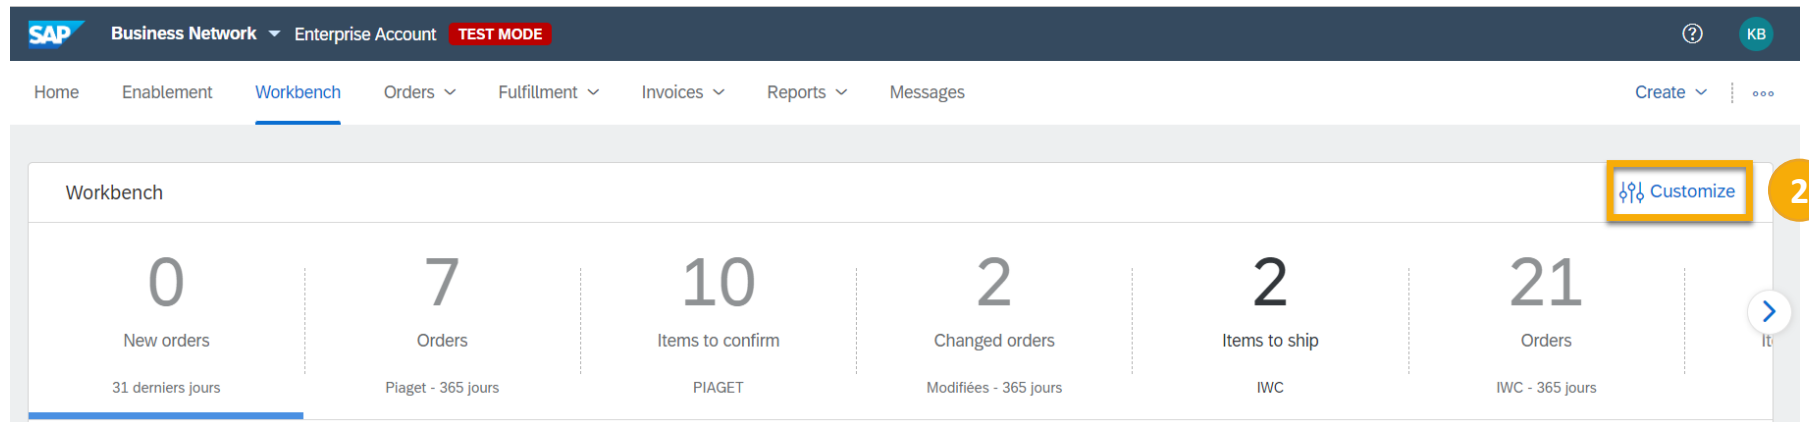 SAP Business Network Enterprise Account TEST MODE ? KB
Home Enablement Workbench Orders Fulfillment Invoices Reports Messages Create
Workbench Customize 2
0 7 10 2 2 21
New orders Orders Items to confirm Changed orders Items to ship Orders
31 derniers jours Piaget - 365 jours PIAGET Modifiées - 365 jours IWC IWC - 365 jours